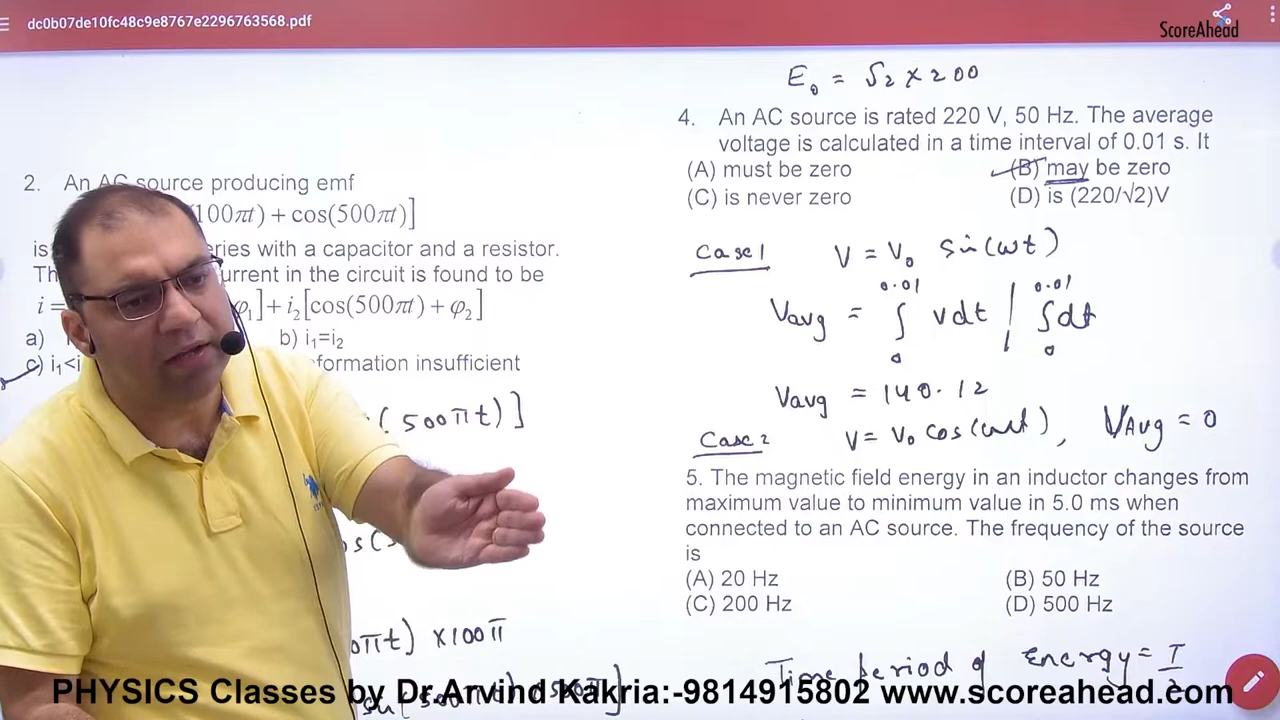 dc0b07de10fc48c9e8767e2296763568.pdf
ScoreAhead
E₀ = √2 × 200
2. An AC source producing emf
(100πt) + cos(500πt)]
is eries with a capacitor and a resistor.
urrent in the circuit is found to be
i = φ₁] + i₂[cos(500πt) + φ₂]
a) b) i₁=i₂
c) i₁<i formation insufficient
(500πt)]
πt) × 100π
4. An AC source is rated 220 V, 50 Hz. The average
voltage is calculated in a time interval of 0.01 s. It
(A) must be zero (B) may be zero
(C) is never zero (D) is (220/√2)V
Case 1 V = V₀ sin(ωt)
Vavg = ∫₀^0.01 vdt / ∫₀^0.01 dt
Vavg = 140.12
Case 2 V = V₀ cos(ωt), VAvg = 0
5. The magnetic field energy in an inductor changes from
maximum value to minimum value in 5.0 ms when
connected to an AC source. The frequency of the source
is
(A) 20 Hz (B) 50 Hz
(C) 200 Hz (D) 500 Hz
Time period of energy = T/2
PHYSICS Classes by Dr.Arvind Kakria:-9814915802 www.scoreahead.com